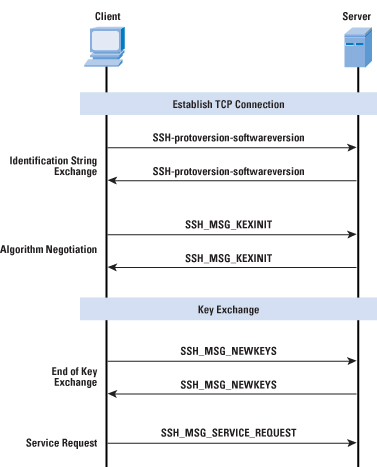 Client
Server
Establish TCP Connection
SSH-protoversion-softwareversion
Identification String
Exchange
SSH-protoversion-softwareversion
SSH_MSG_KEXINIT
Algorithm Negotiation
SSH_MSG_KEXINIT
Key Exchange
SSH_MSG_NEWKEYS
End of Key
Exchange
SSH_MSG_NEWKEYS
SSH_MSG_SERVICE_REQUEST
Service Request